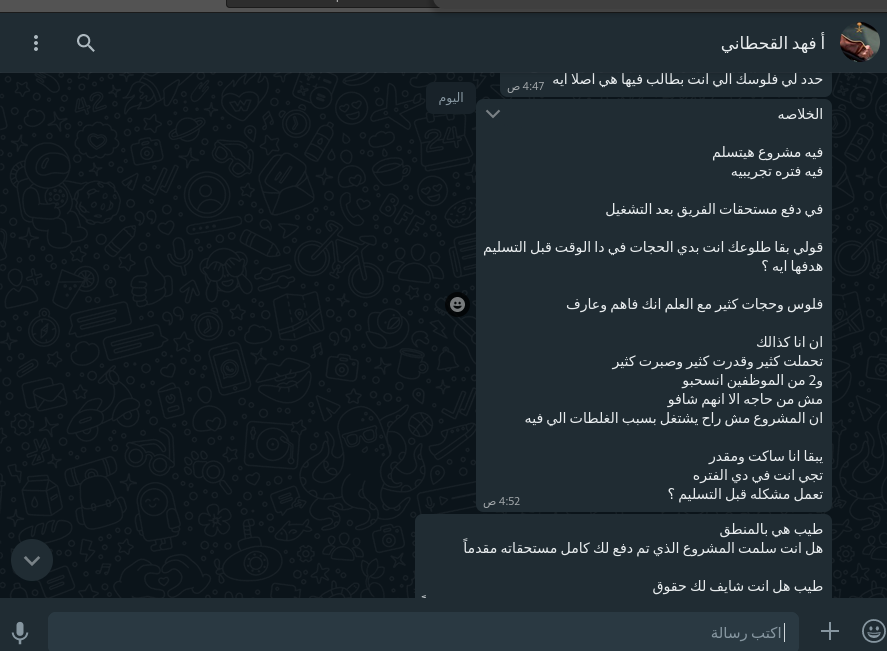 أ فهد القحطاني
حدد لي فلوسك الي انت بطالب فيها هي اصلا ايه
4:47 ص
اليوم
الخلاصه
فيه مشروع هيتسلم
فيه فتره تجريبيه
في دفع مستحقات الفريق بعد التشغيل
قولي بقا طلوعك انت بدي الحجات في دا الوقت قبل التسليم
هدفها ايه ؟
فلوس وحجات كثير مع العلم انك فاهم وعارف
ان انا كذالك
تحملت كثير وقدرت كثير وصبرت كثير
و2 من الموظفين انسحبو
مش من حاجه الا انهم شافو
ان المشروع مش راح يشتغل بسبب الغلطات الي فيه
يبقا انا ساكت ومقدر
تجي انت في دي الفتره
تعمل مشكله قبل التسليم ؟
4:52 ص
طيب هي بالمنطق
هل انت سلمت المشروع الذي تم دفع لك كامل مستحقاته مقدماً
طيب هل انت شايف لك حقوق
اكتب رسالة